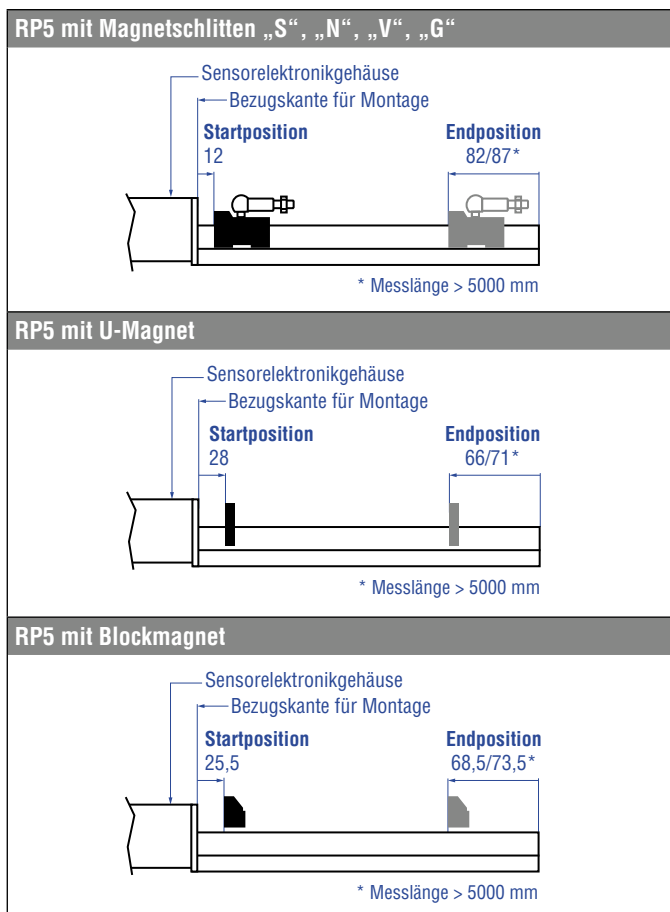 RP5 mit Magnetschlitten „S“, „N“, „V“, „G“
Sensorelektronikgehäuse
Bezugskante für Montage
Startposition
12
Endposition
82/87*
* Messlänge > 5000 mm
RP5 mit U-Magnet
Sensorelektronikgehäuse
Bezugskante für Montage
Startposition
28
Endposition
66/71*
* Messlänge > 5000 mm
RP5 mit Blockmagnet
Sensorelektronikgehäuse
Bezugskante für Montage
Startposition
25,5
Endposition
68,5/73,5*
* Messlänge > 5000 mm